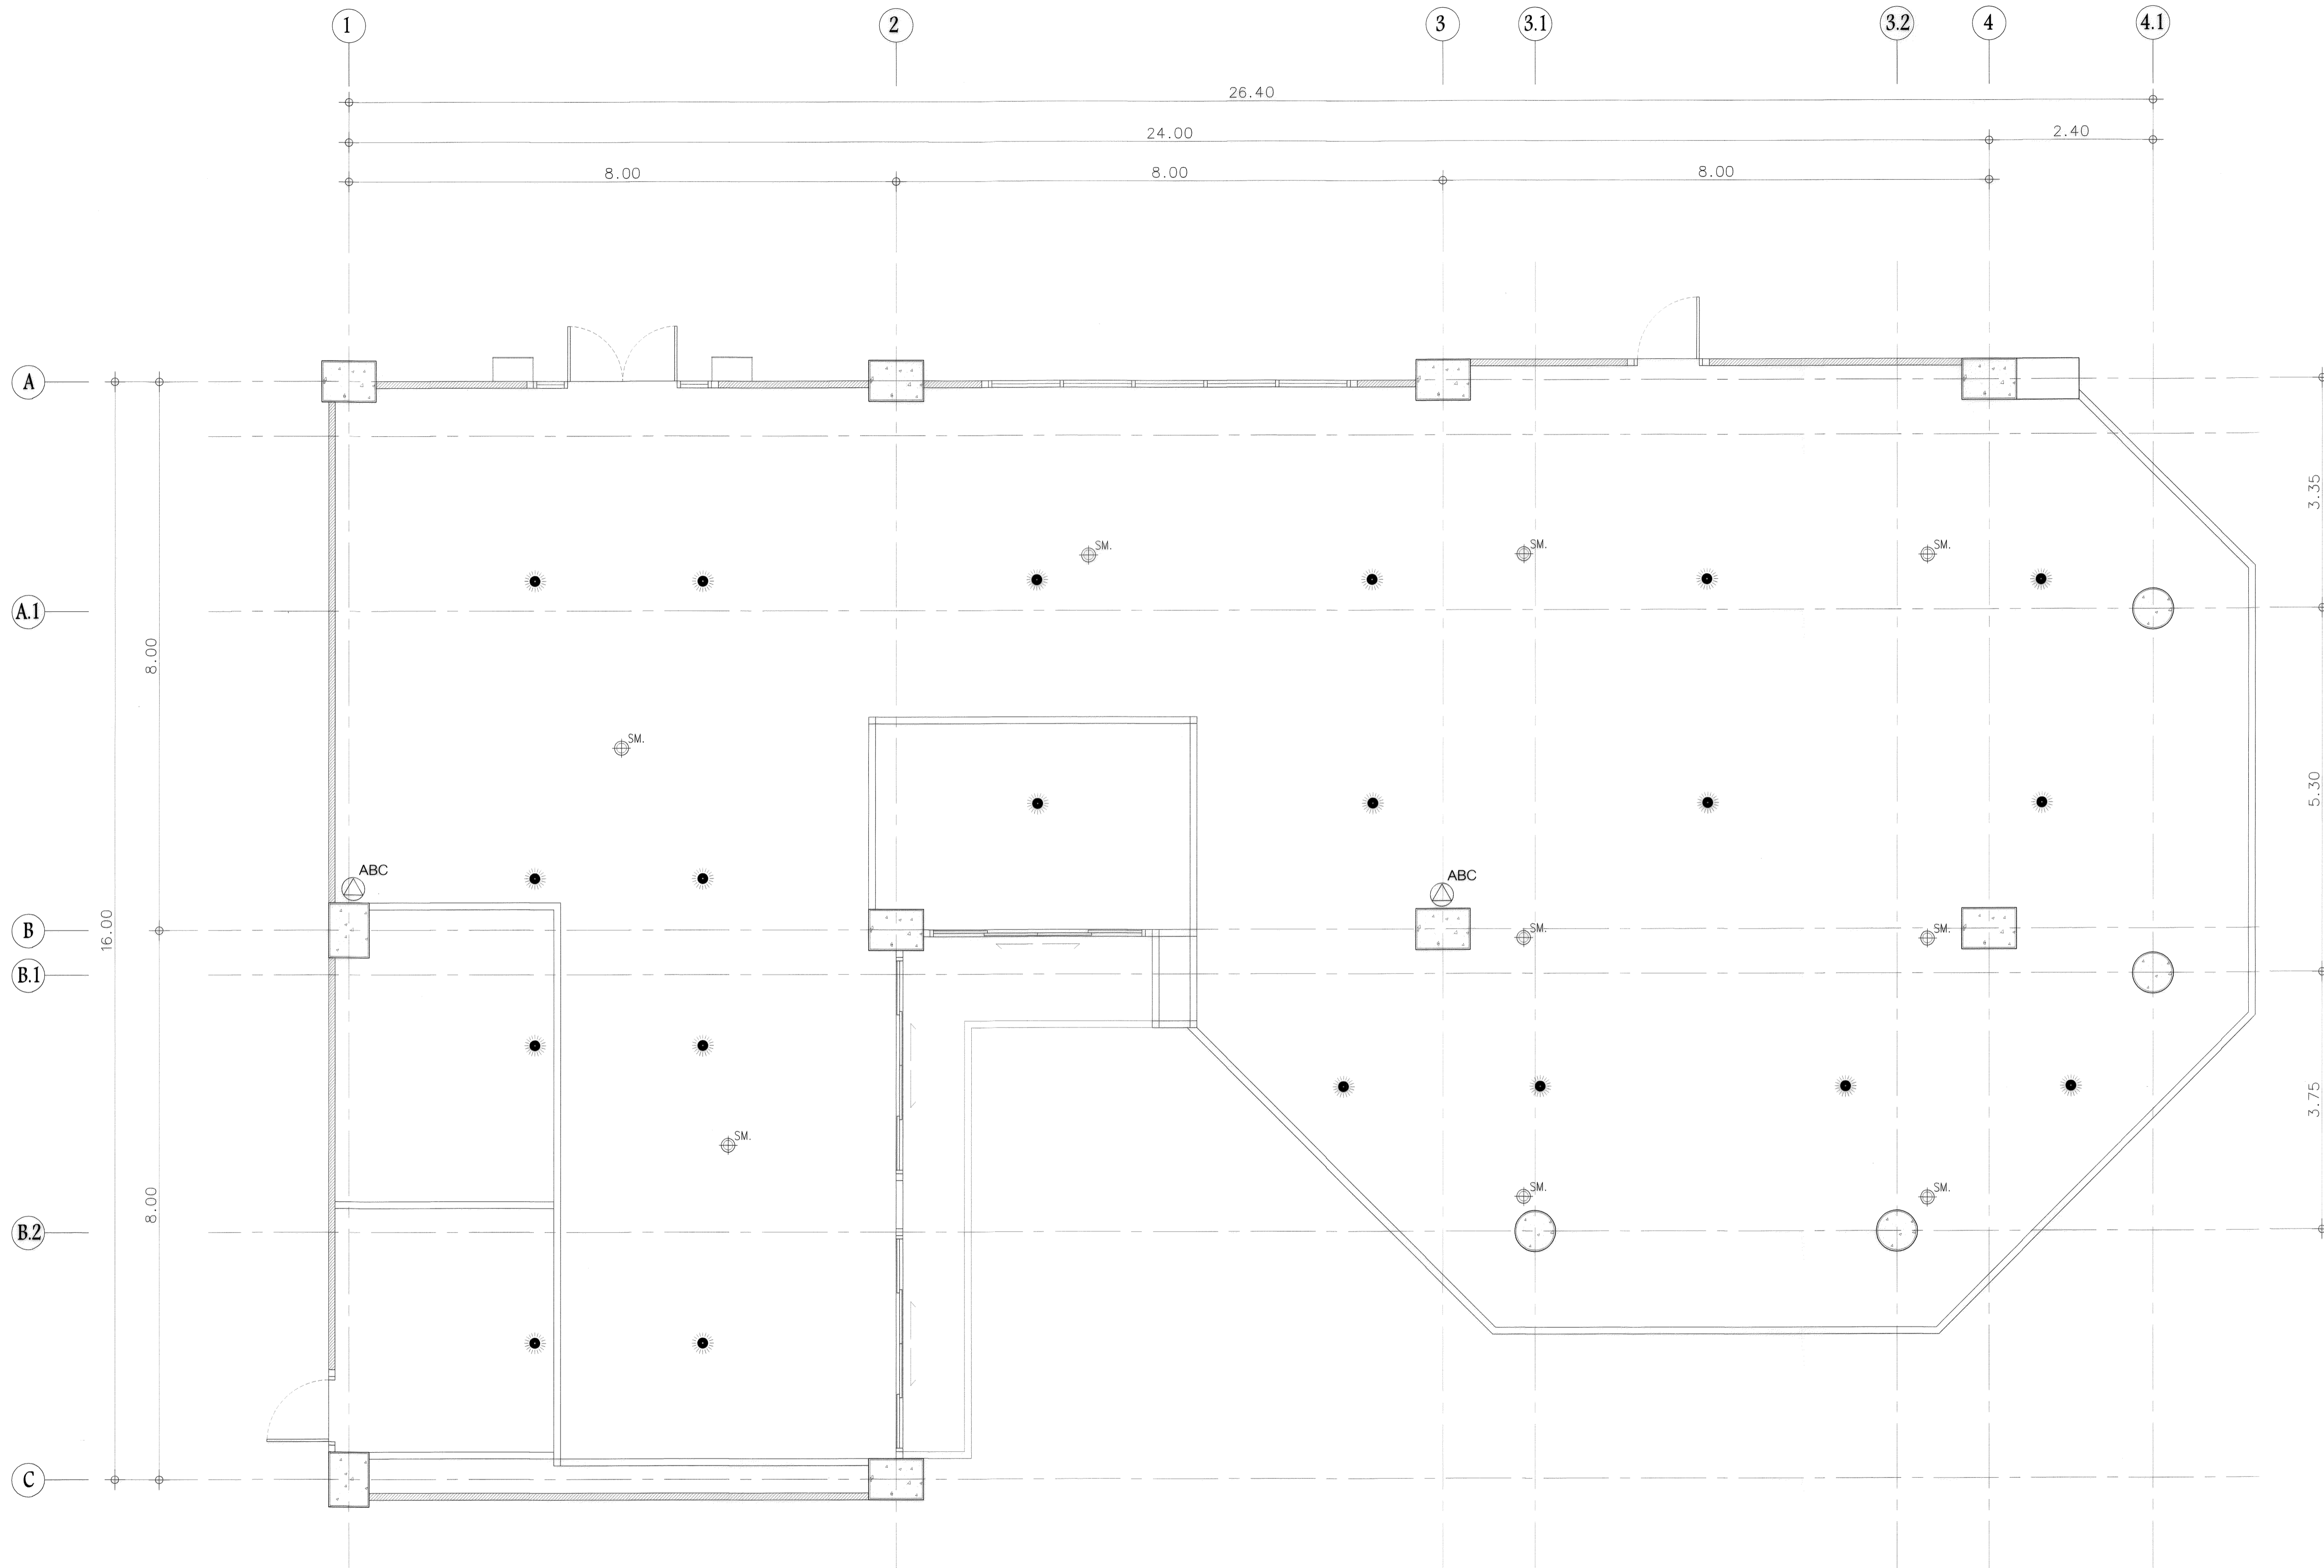 1 2 3 3.1 3.2 4 4.1
26.40
24.00 2.40
8.00 8.00 8.00
A
3.35
SM. SM. SM.
A.1
8.00
SM.
5.30
ABC ABC
B
16.00
SM. SM.
B.1
3.75
SM.
8.00
SM. SM.
B.2
C